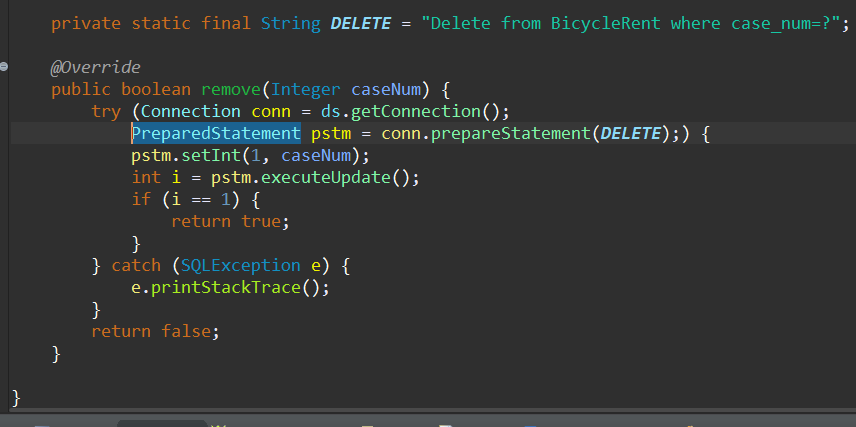 private static final String DELETE = "Delete from BicycleRent where case_num=?";
@Override
public boolean remove(Integer caseNum) {
try (Connection conn = ds.getConnection();
PreparedStatement pstm = conn.prepareStatement(DELETE);) {
pstm.setInt(1, caseNum);
int i = pstm.executeUpdate();
if (i == 1) {
return true;
}
} catch (SQLException e) {
e.printStackTrace();
}
return false;
}
}